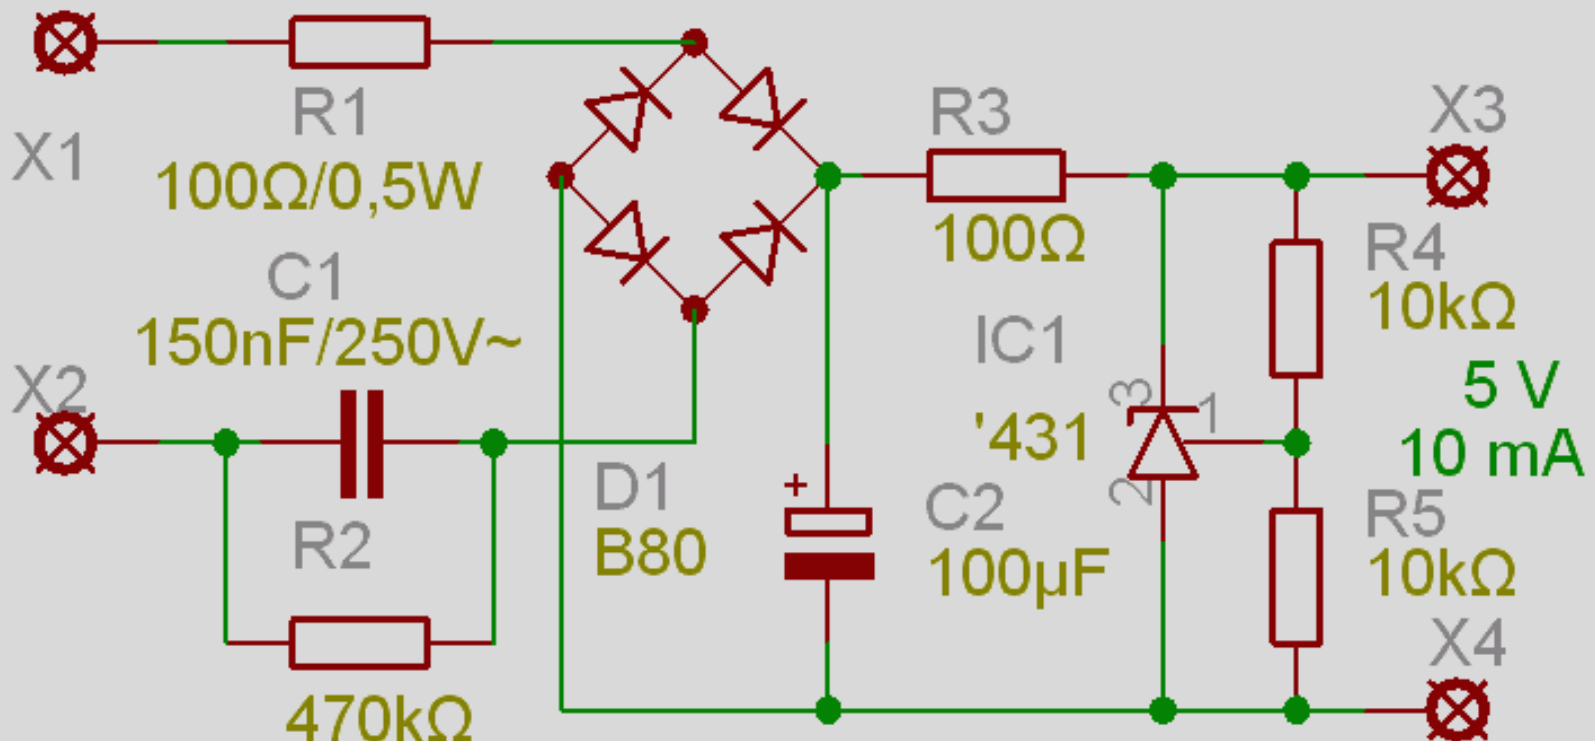 X1
R1
100Ω/0,5W
C1
150nF/250V~
X2
R2
470kΩ
D1
B80
+
C2
100µF
R3
100Ω
IC1
'431
3
1
2
X3
R4
10kΩ
5 V
10 mA
R5
10kΩ
X4